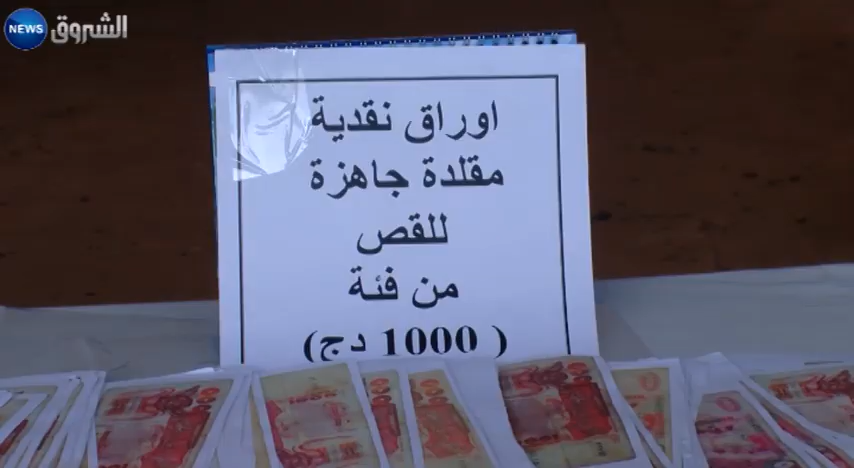 NEWS الشروق
اوراق نقدية
مقلدة جاهزة
للقص
من فئة
( 1000 دج)